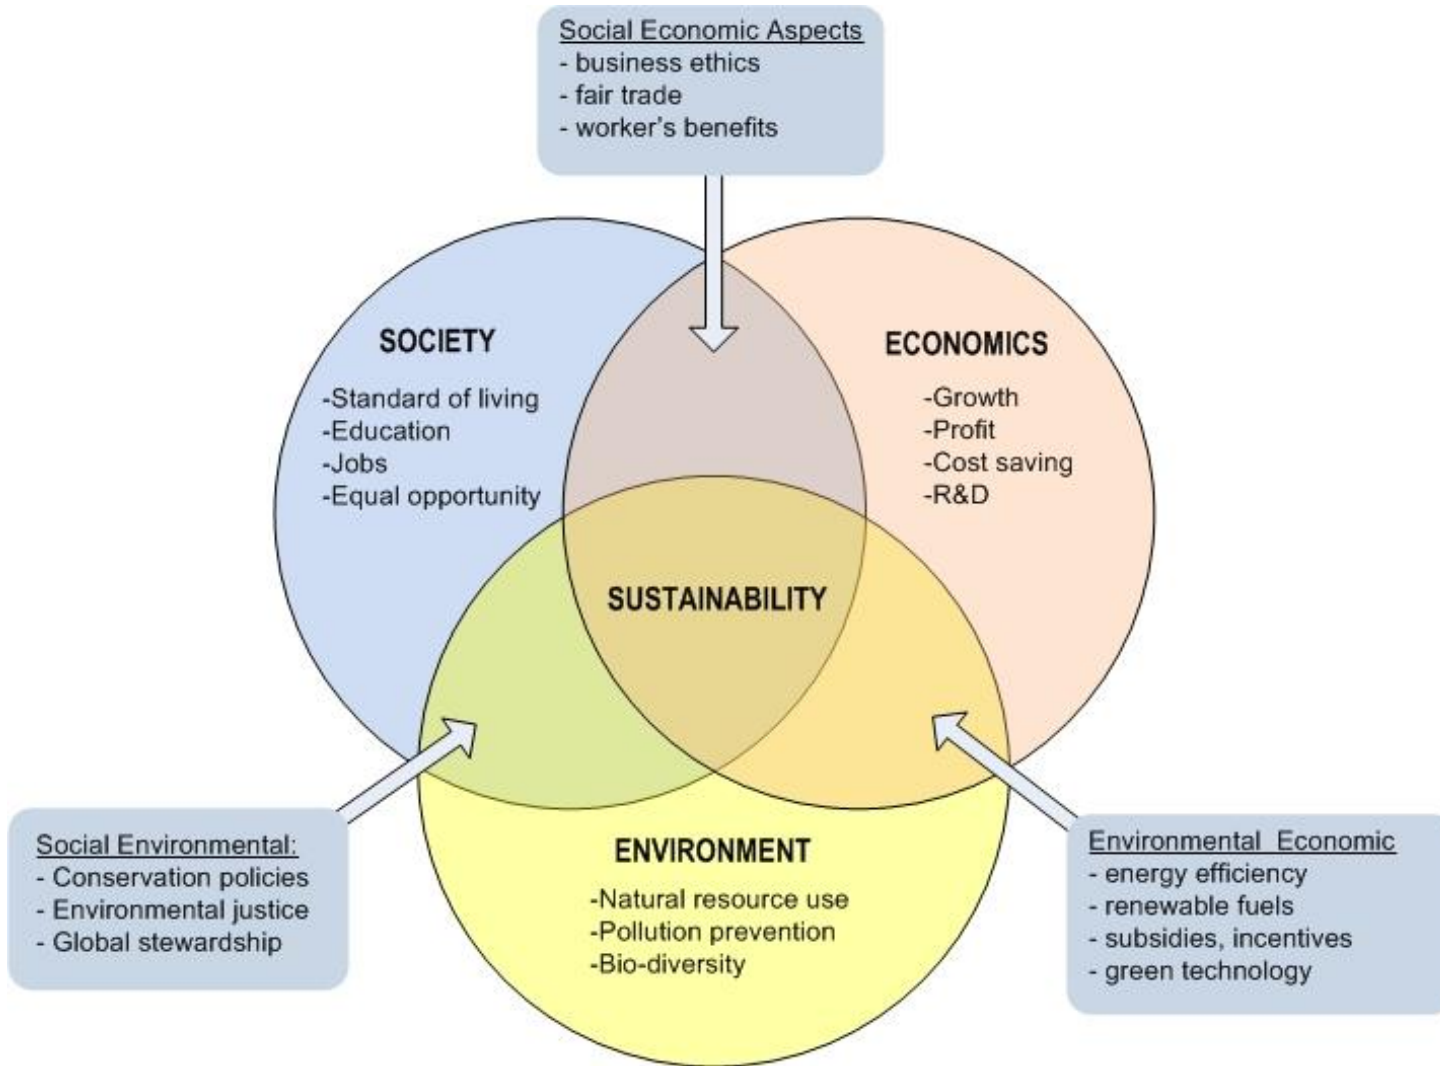 Social Economic Aspects
- business ethics
- fair trade
- worker's benefits
SOCIETY
-Standard of living
-Education
-Jobs
-Equal opportunity
ECONOMICS
-Growth
-Profit
-Cost saving
-R&D
SUSTAINABILITY
ENVIRONMENT
-Natural resource use
-Pollution prevention
-Bio-diversity
Social Environmental:
- Conservation policies
- Environmental justice
- Global stewardship
Environmental Economic
- energy efficiency
- renewable fuels
- subsidies, incentives
- green technology